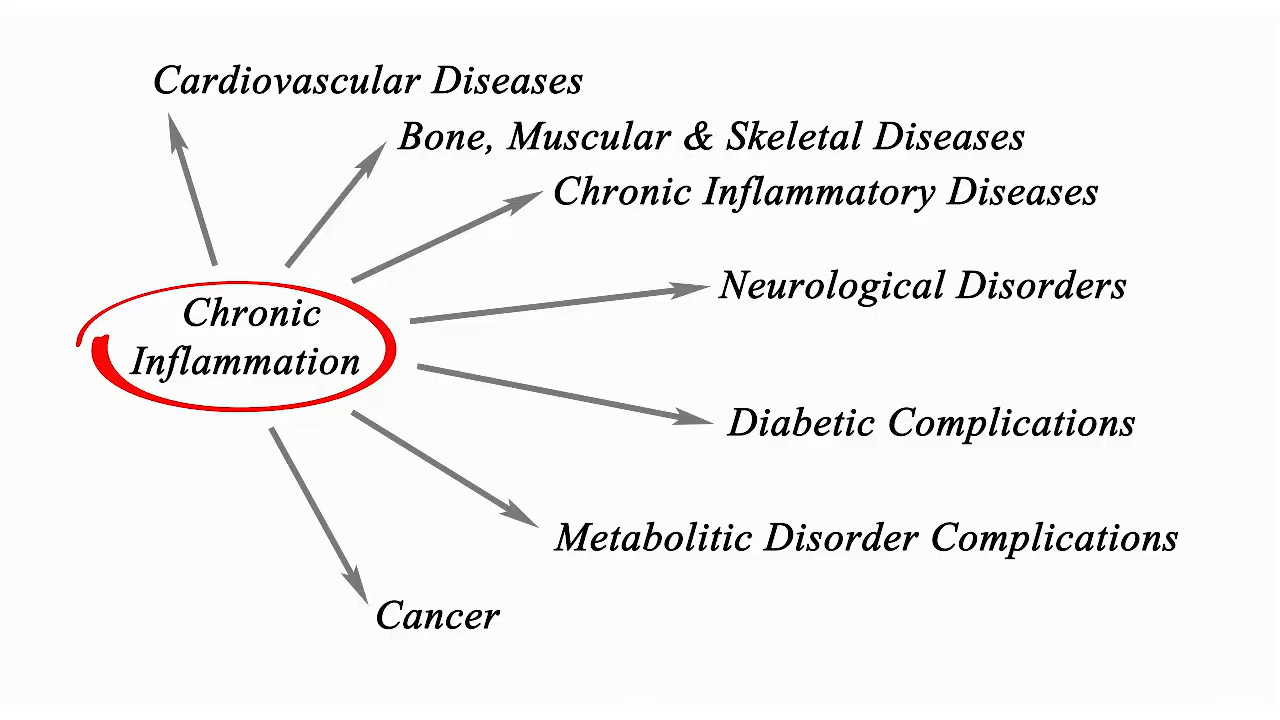 Cardiovascular Diseases
Bone, Muscular & Skeletal Diseases
Chronic Inflammatory Diseases
Neurological Disorders
Chronic
Inflammation
Diabetic Complications
Metabolitic Disorder Complications
Cancer